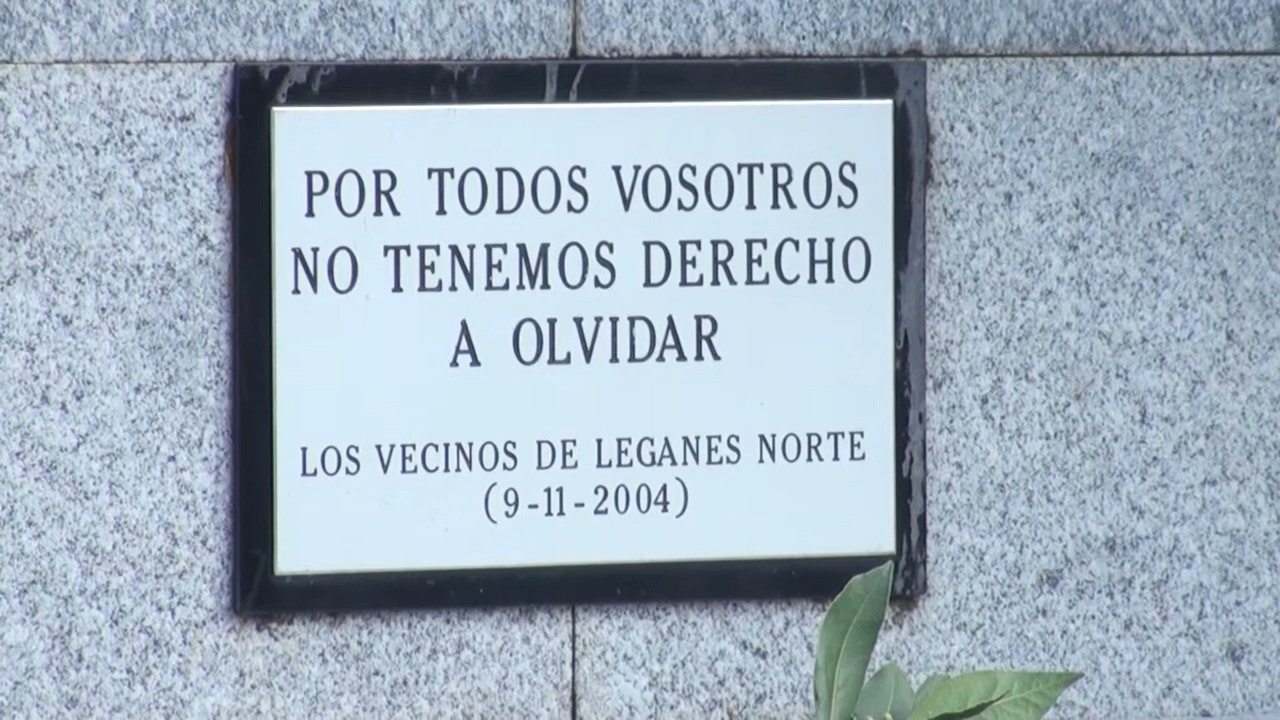 POR TODOS VOSOTROS
NO TENEMOS DERECHO
A OLVIDAR
LOS VECINOS DE LEGANES NORTE
(9-11-2004)